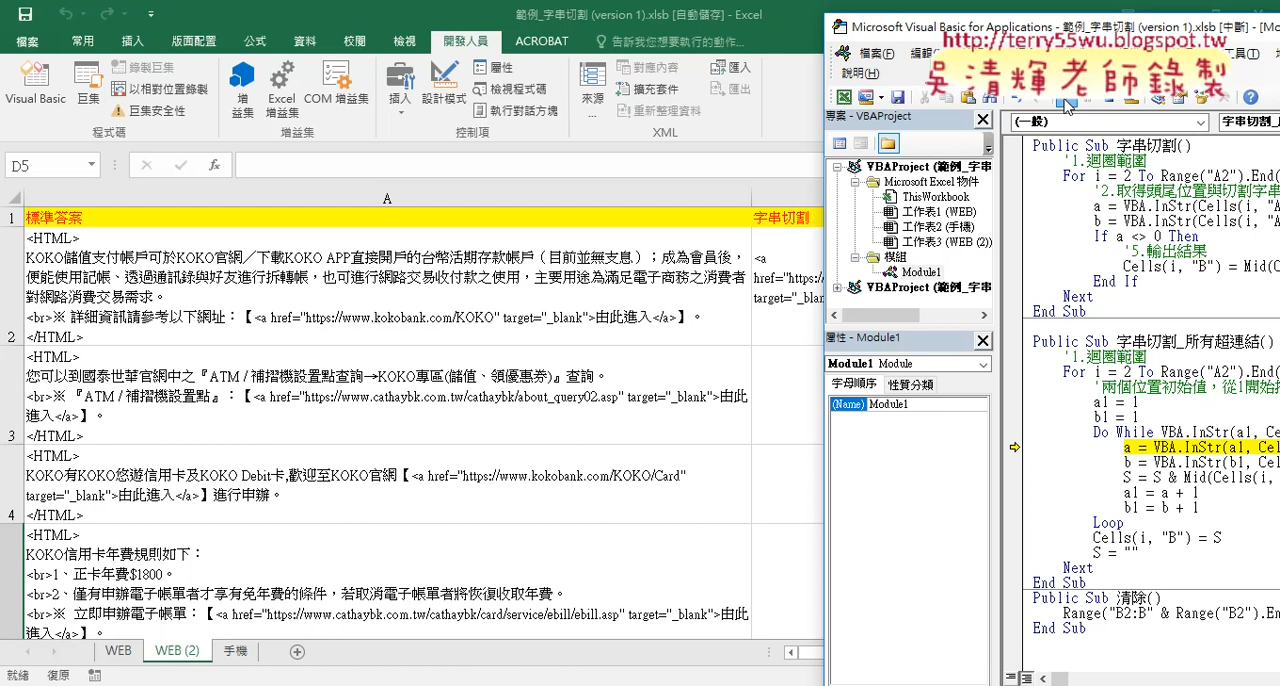 範例_字串切割 (version 1).xlsb [自動儲存] - Excel
檔案 常用 插入 版面配置 公式 資料 校閱 檢視 開發人員 ACROBAT 告訴我您想要執行的動作...
Visual Basic 巨集 錄製巨集 以相對位置錄製 巨集安全性 程式碼
增益集 Excel 增益集 COM 增益集 增益集
插入 設計模式 屬性 檢視程式碼 執行對話方塊 控制項
來源 對應內容 擴充套件 重新整理資料 匯入 匯出 XML
D5 fx
A
1 標準答案 字串切割
<HTML>
KOKO儲值支付帳戶可於KOKO官網／下載KOKO APP直接開戶的台幣活期存款帳戶（目前並無支息）；成為會員後，
便能使用記帳、透過通訊錄與好友進行拆轉帳，也可進行網路交易收付款之使用，主要用途為滿足電子商務之消費者
對網路消費交易需求。
<br>※ 詳細資訊請參考以下網址：【<a href="https://www.kokobank.com/KOKO" target="_blank">由此進入</a>】。
2 </HTML>
<a
href="https://
target="_blan
<HTML>
您可以到國泰世華官網中之『ATM / 補摺機設置點查詢→KOKO專區(儲值、領優惠券)』查詢。
<br>※『ATM / 補摺機設置點』：【<a href="https://www.cathaybk.com.tw/cathaybk/about_query02.asp" target="_blank">由此
進入</a>】。
3 </HTML>
<HTML>
KOKO有KOKO您遊信用卡及KOKO Debit卡,歡迎至KOKO官網【<a href="https://www.kokobank.com/KOKO/Card"
target="_blank">由此進入</a>】進行申辦。
4 </HTML>
<HTML>
KOKO信用卡年費規則如下：
<br>1、正卡年費$1800。
<br>2、僅有申辦電子帳單者才享有免年費的條件，若取消電子帳單者將恢復收取年費。
<br>※ 立即申辦電子帳單：【<a href="https://www.cathaybk.com.tw/cathaybk/card/service/ebill/ebill.asp" target="_blank">由此
進入</a>】。
WEB WEB (2) 手機
就緒 復原
Microsoft Visual Basic for Applications - 範例_字串切割 (version 1).xlsb [中斷] - [Mo
http://terry55wu.blogspot.tw
檔案(F) 編輯 工具(T)
說明(H)
吳清輝老師錄製
專案 - VBAProject
VBAProject (範例_字串
Microsoft Excel 物件
ThisWorkbook
工作表1 (WEB)
工作表2 (手機)
工作表3 (WEB (2))
模組
Module1
VBAProject (範例_字串
屬性 - Module1
Module1 Module
字母順序 性質分類
(Name) Module1
(一般) 字串切割_
Public Sub 字串切割()
'1.迴圈範圍
For i = 2 To Range("A2").End(
'2.取得頭尾位置與切割字串
a = VBA.InStr(Cells(i, "A
b = VBA.InStr(Cells(i, "A
If a <> 0 Then
'5.輸出結果
Cells(i, "B") = Mid(C
End If
Next
End Sub
Public Sub 字串切割_所有超連結()
'1.迴圈範圍
For i = 2 To Range("A2").End(
'兩個位置初始值，從1開始
a1 = 1
b1 = 1
Do While VBA.InStr(a1, Ce
a = VBA.InStr(a1, Cel
b = VBA.InStr(b1, Cel
S = S & Mid(Cells(i,
a1 = a + 1
b1 = b + 1
Loop
Cells(i, "B") = S
S = ""
Next
End Sub
Public Sub 清除()
Range("B2:B" & Range("B2").En
End Sub